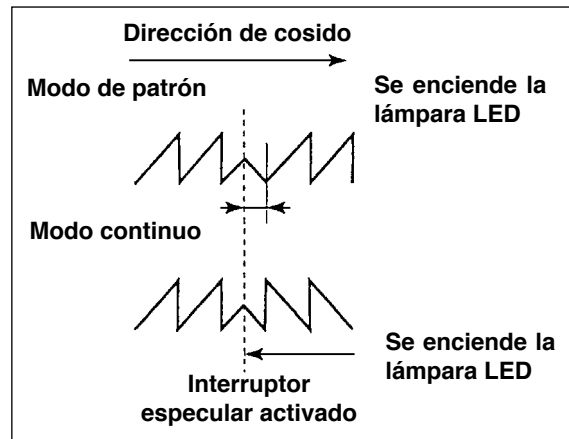 Dirección de cosido
Modo de patrón
Se enciende la
lámpara LED
Modo continuo
Se enciende la
lámpara LED
Interruptor
especular activado